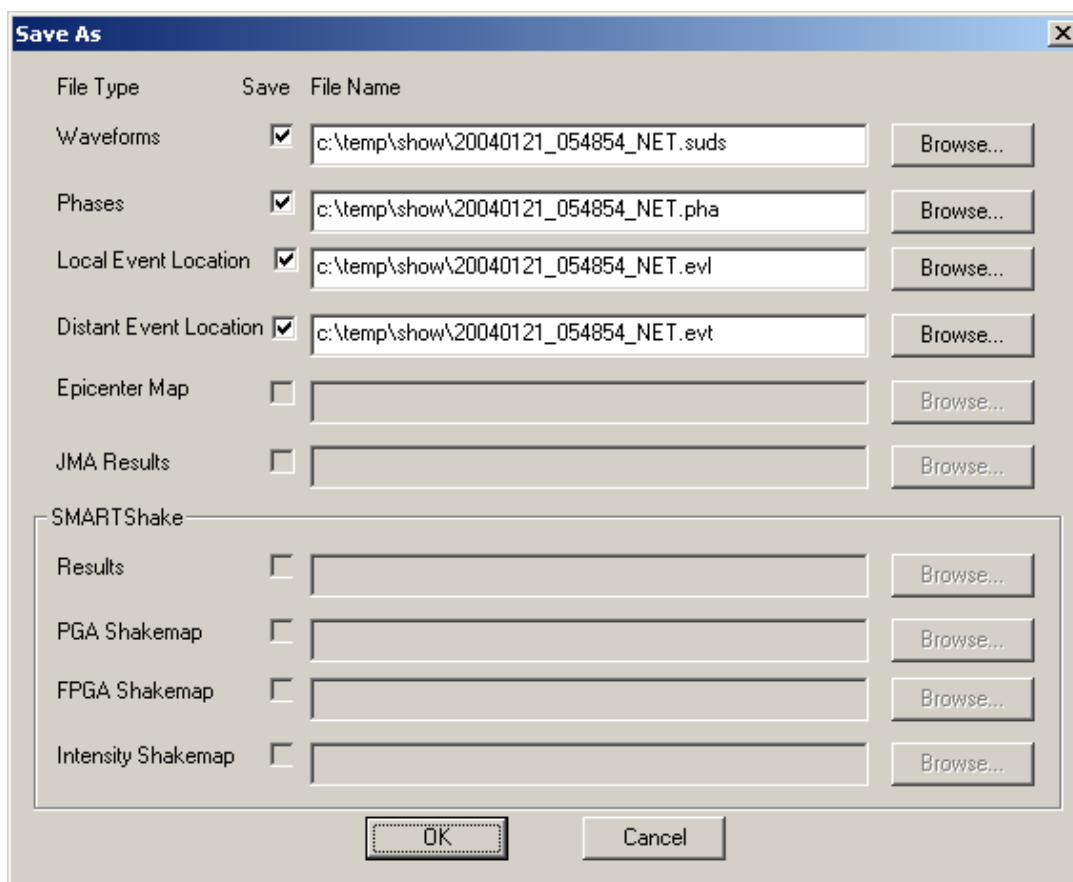 Save As
File Type Save File Name
Waveforms c:\temp\show\20040121_054854_NET.suds Browse...
Phases c:\temp\show\20040121_054854_NET.pha Browse...
Local Event Location c:\temp\show\20040121_054854_NET.evl Browse...
Distant Event Location c:\temp\show\20040121_054854_NET.evt Browse...
Epicenter Map Browse...
JMA Results Browse...
SMARTShake
Results Browse...
PGA Shakemap Browse...
FPGA Shakemap Browse...
Intensity Shakemap Browse...
OK Cancel